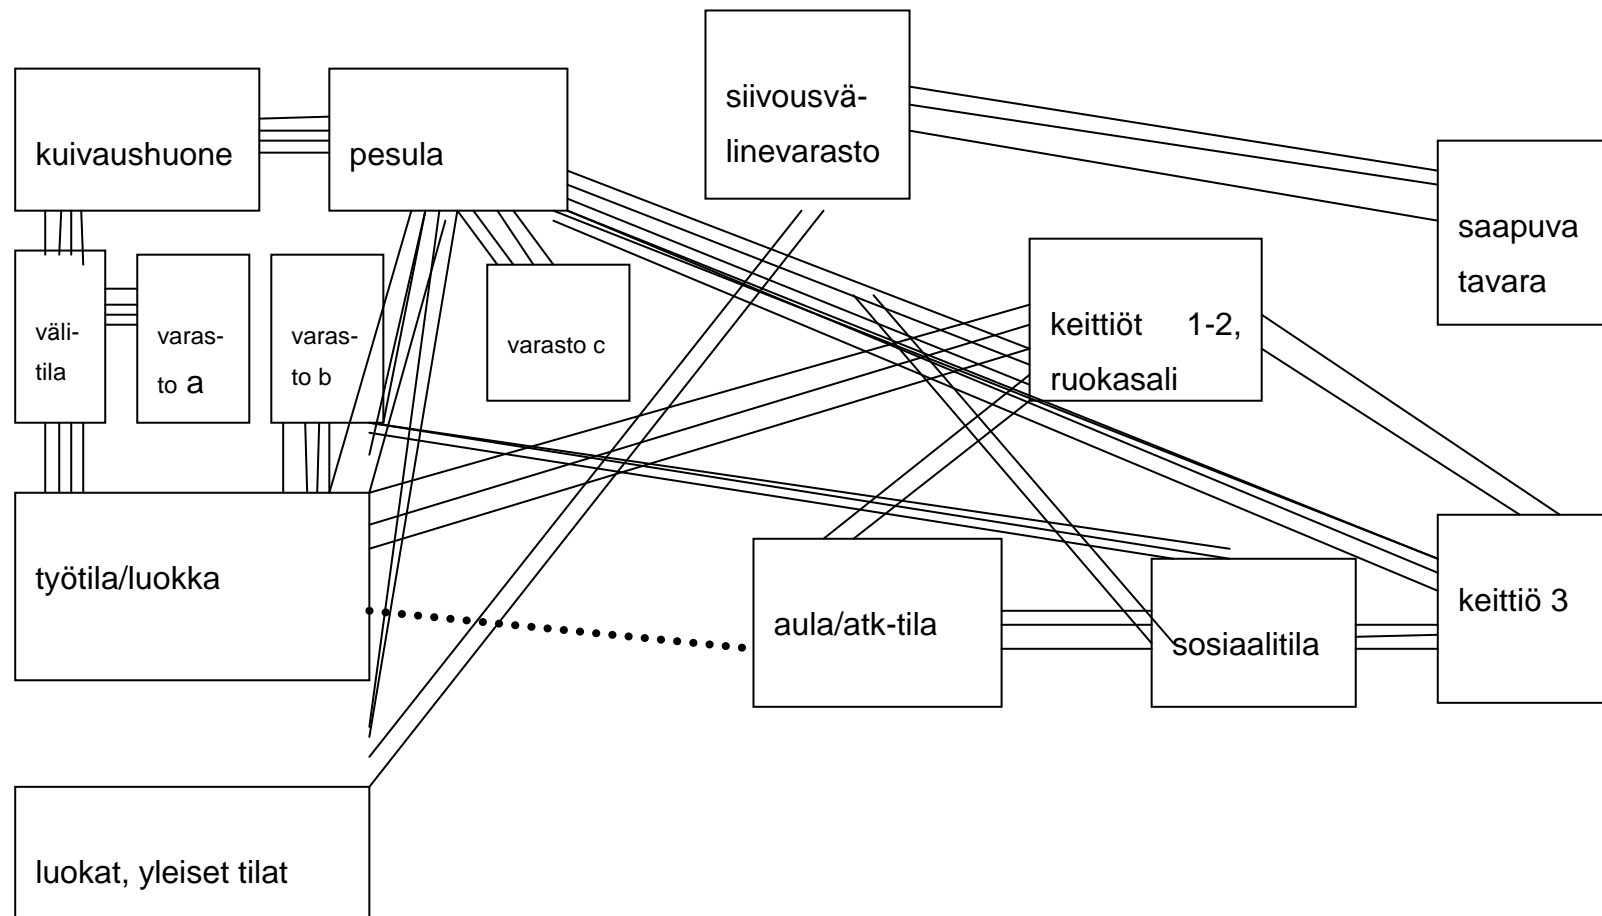 siivousvä-
linevarasto
kuivaushuone
pesula
saapuva
tavara
väli-
tila
varas-
to a
varas-
to b
varasto c
keittiöt 1-2,
ruokasali
työtila/luokka
aula/atk-tila
sosiaalitila
keittiö 3
luokat, yleiset tilat